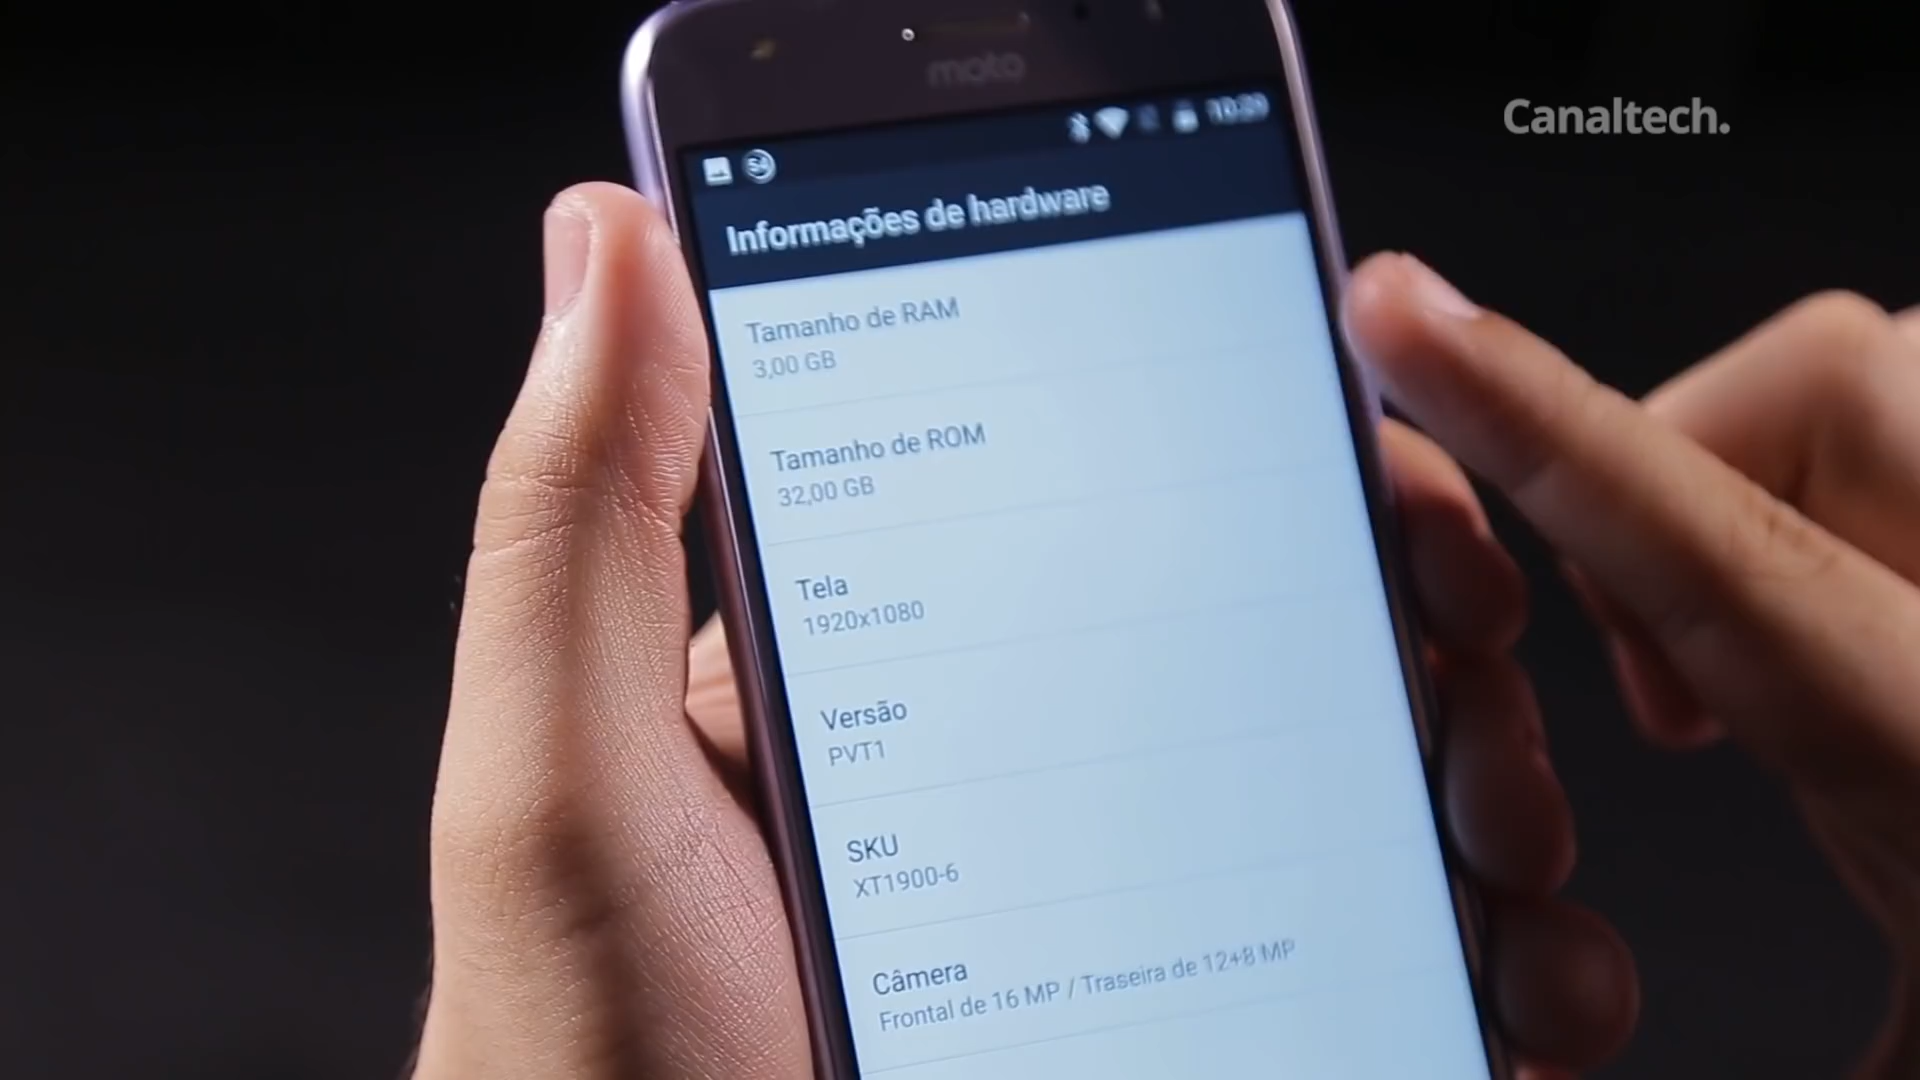 moto
Canaltech.
10:29
Informações de hardware
Tamanho de RAM
3,00 GB
Tamanho de ROM
32,00 GB
Tela
1920x1080
Versão
PVT1
SKU
XT1900-6
Câmera
Frontal de 16 MP / Traseira de 12+8 MP